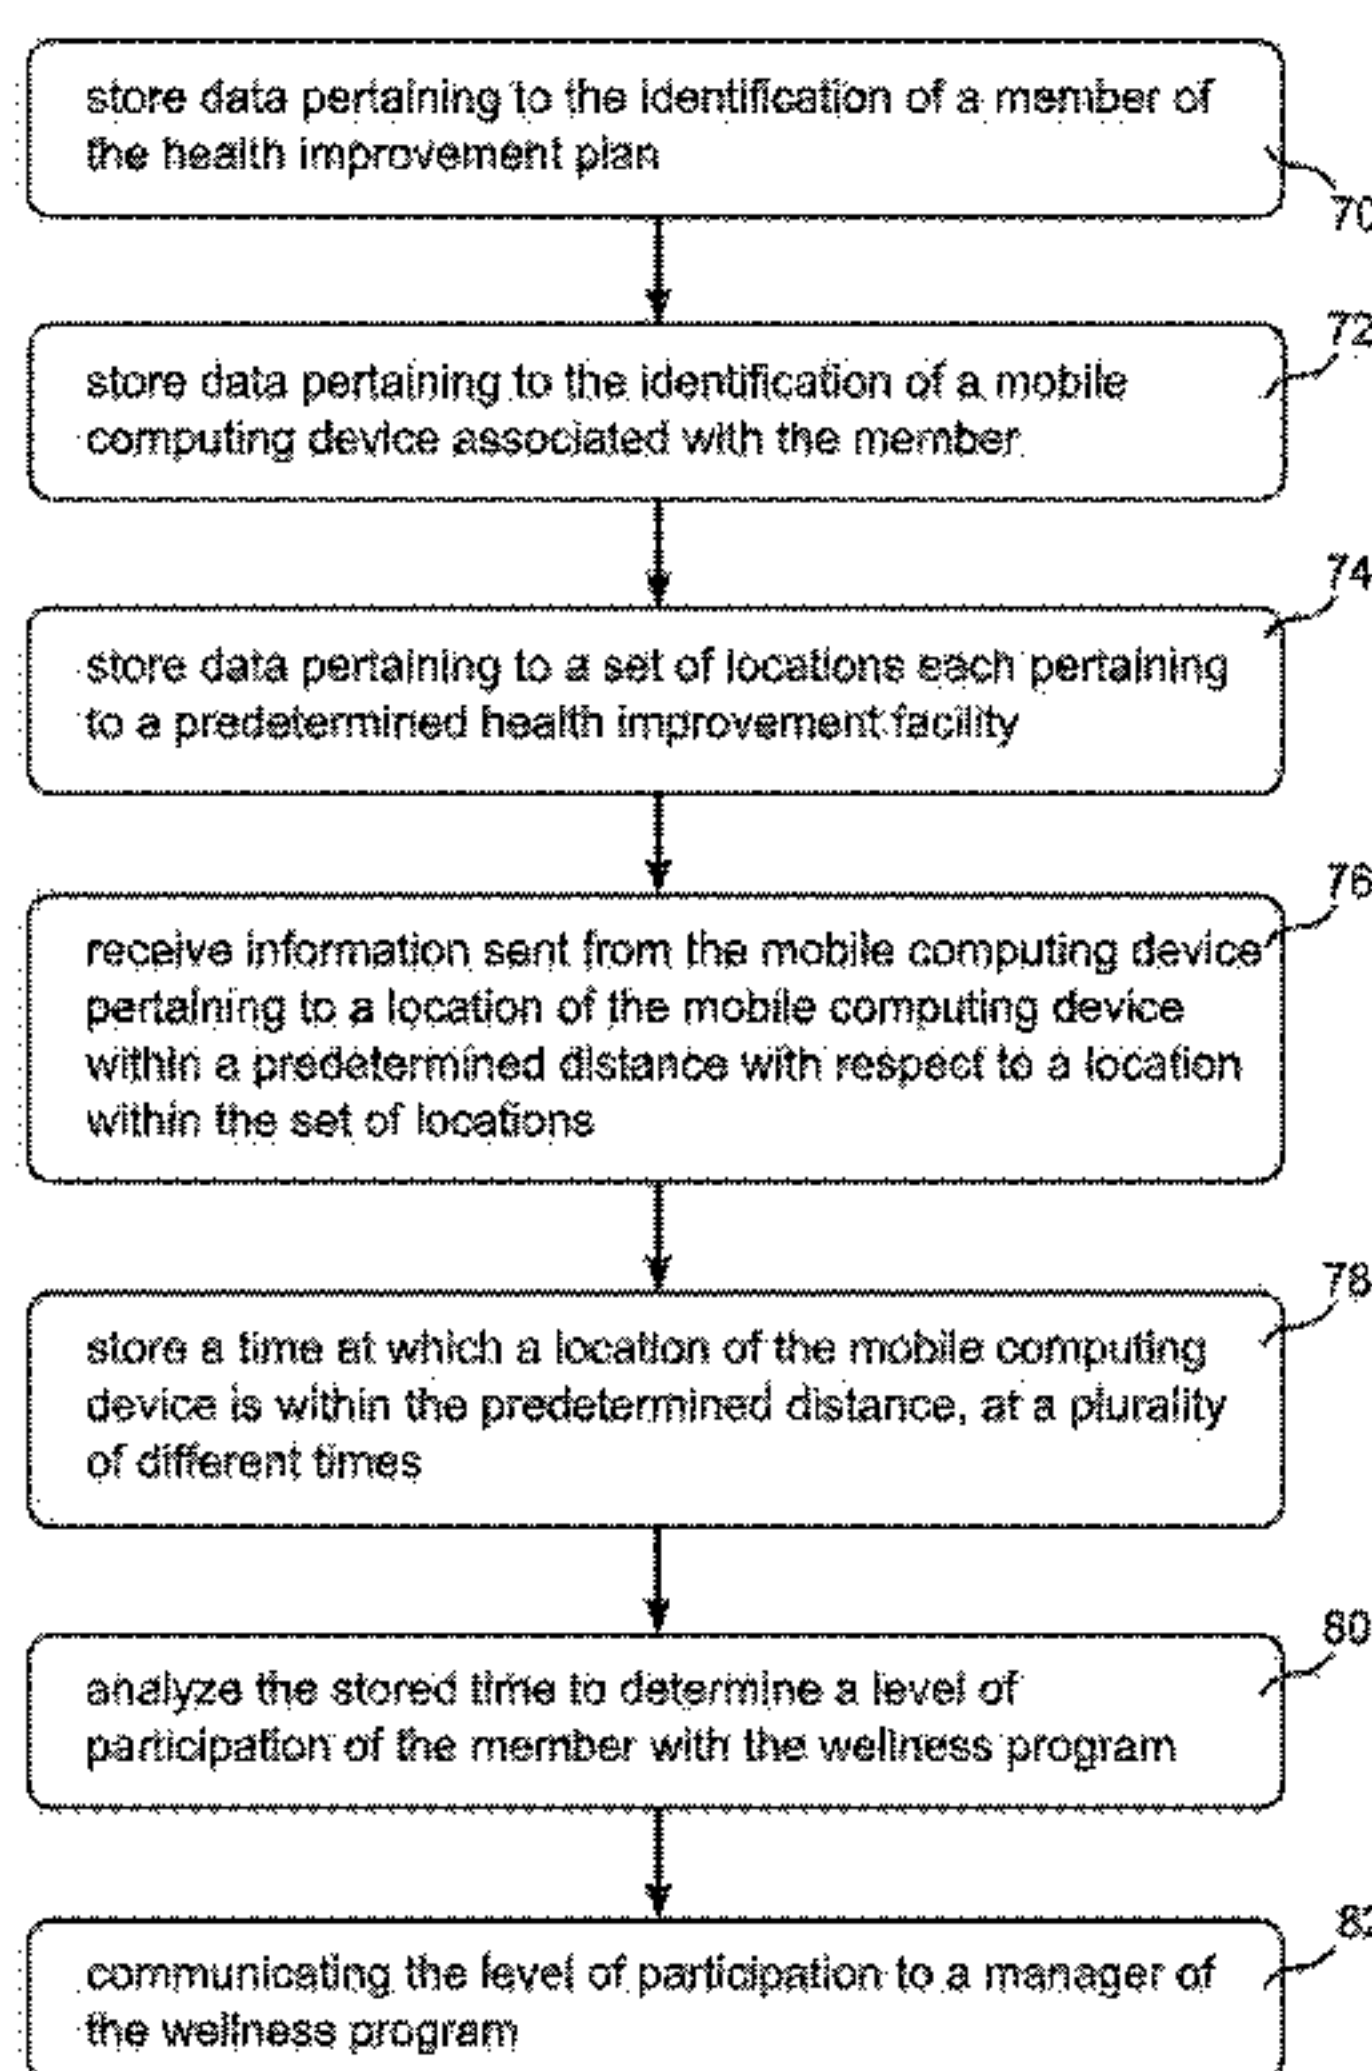 store data pertaining to the identification of a member of
the health improvement plan
70
72
store data pertaining to the identification of a mobile
computing device associated with the member
74
store data pertaining to a set of locations each pertaining
to a predetermined health improvement facility
76
receive information sent from the mobile computing device
pertaining to a location of the mobile computing device
within a predetermined distance with respect to a location
within the set of locations
78
store a time at which a location of the mobile computing
device is within the predetermined distance, at a plurality
of different times
80
analyze the stored time to determine a level of
participation of the member with the wellness program
82
communicating the level of participation to a manager of
the wellness program